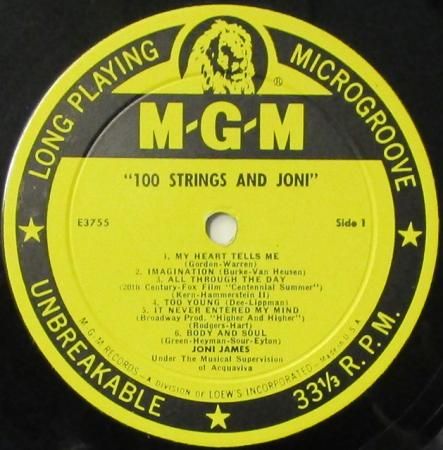 LONG PLAYING
MICROGROOVE
®
M-G-M
"100 STRINGS AND JONI"
E3755
Side 1
1. MY HEART TELLS ME
(Gordon-Warren)
2. IMAGINATION (Burke-Van Heusen)
3. ALL THROUGH THE DAY
(20th Century-Fox Film "Centennial Summer")
(Kern-Hammerstein II)
4. TOO YOUNG (Dee-Lippman)
5. IT NEVER ENTERED MY MIND
(Broadway Prod. "Higher And Higher")
(Rodgers-Hart)
6. BODY AND SOUL
(Green-Heyman-Sour-Eyton)
JONI JAMES
Under The Musical Supervision
of Acquaviva
M G M RECORDS—A DIVISION OF LOEW'S INCORPORATED—Made in U.S.A.
UNBREAKABLE
33⅓ R.P.M.